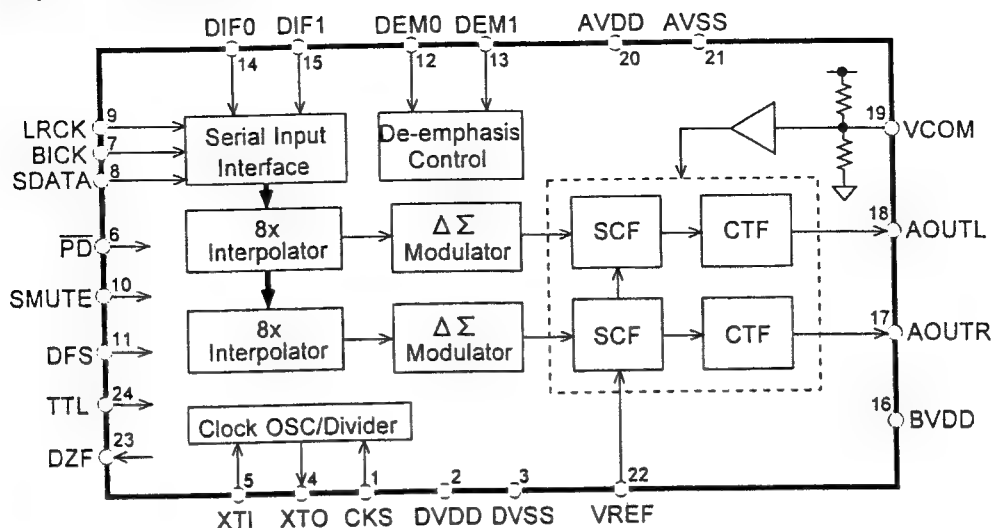 DIF0 DIF1 DEM0 DEM1 AVDD AVSS
14 15 12 13 20 21
LRCK 9
BICK 7
SDATA 8
Serial Input
Interface
De-emphasis
Control
19 VCOM
PD 6
8x
Interpolator
Δ Σ
Modulator
SCF
CTF
18 AOUTL
SMUTE 10
DFS 11
8x
Interpolator
Δ Σ
Modulator
SCF
CTF
17 AOUTR
TTL 24
DZF 23
Clock OSC/Divider
16 BVDD
5 4 1 2 3 22
XTI XTO CKS DVDD DVSS VREF